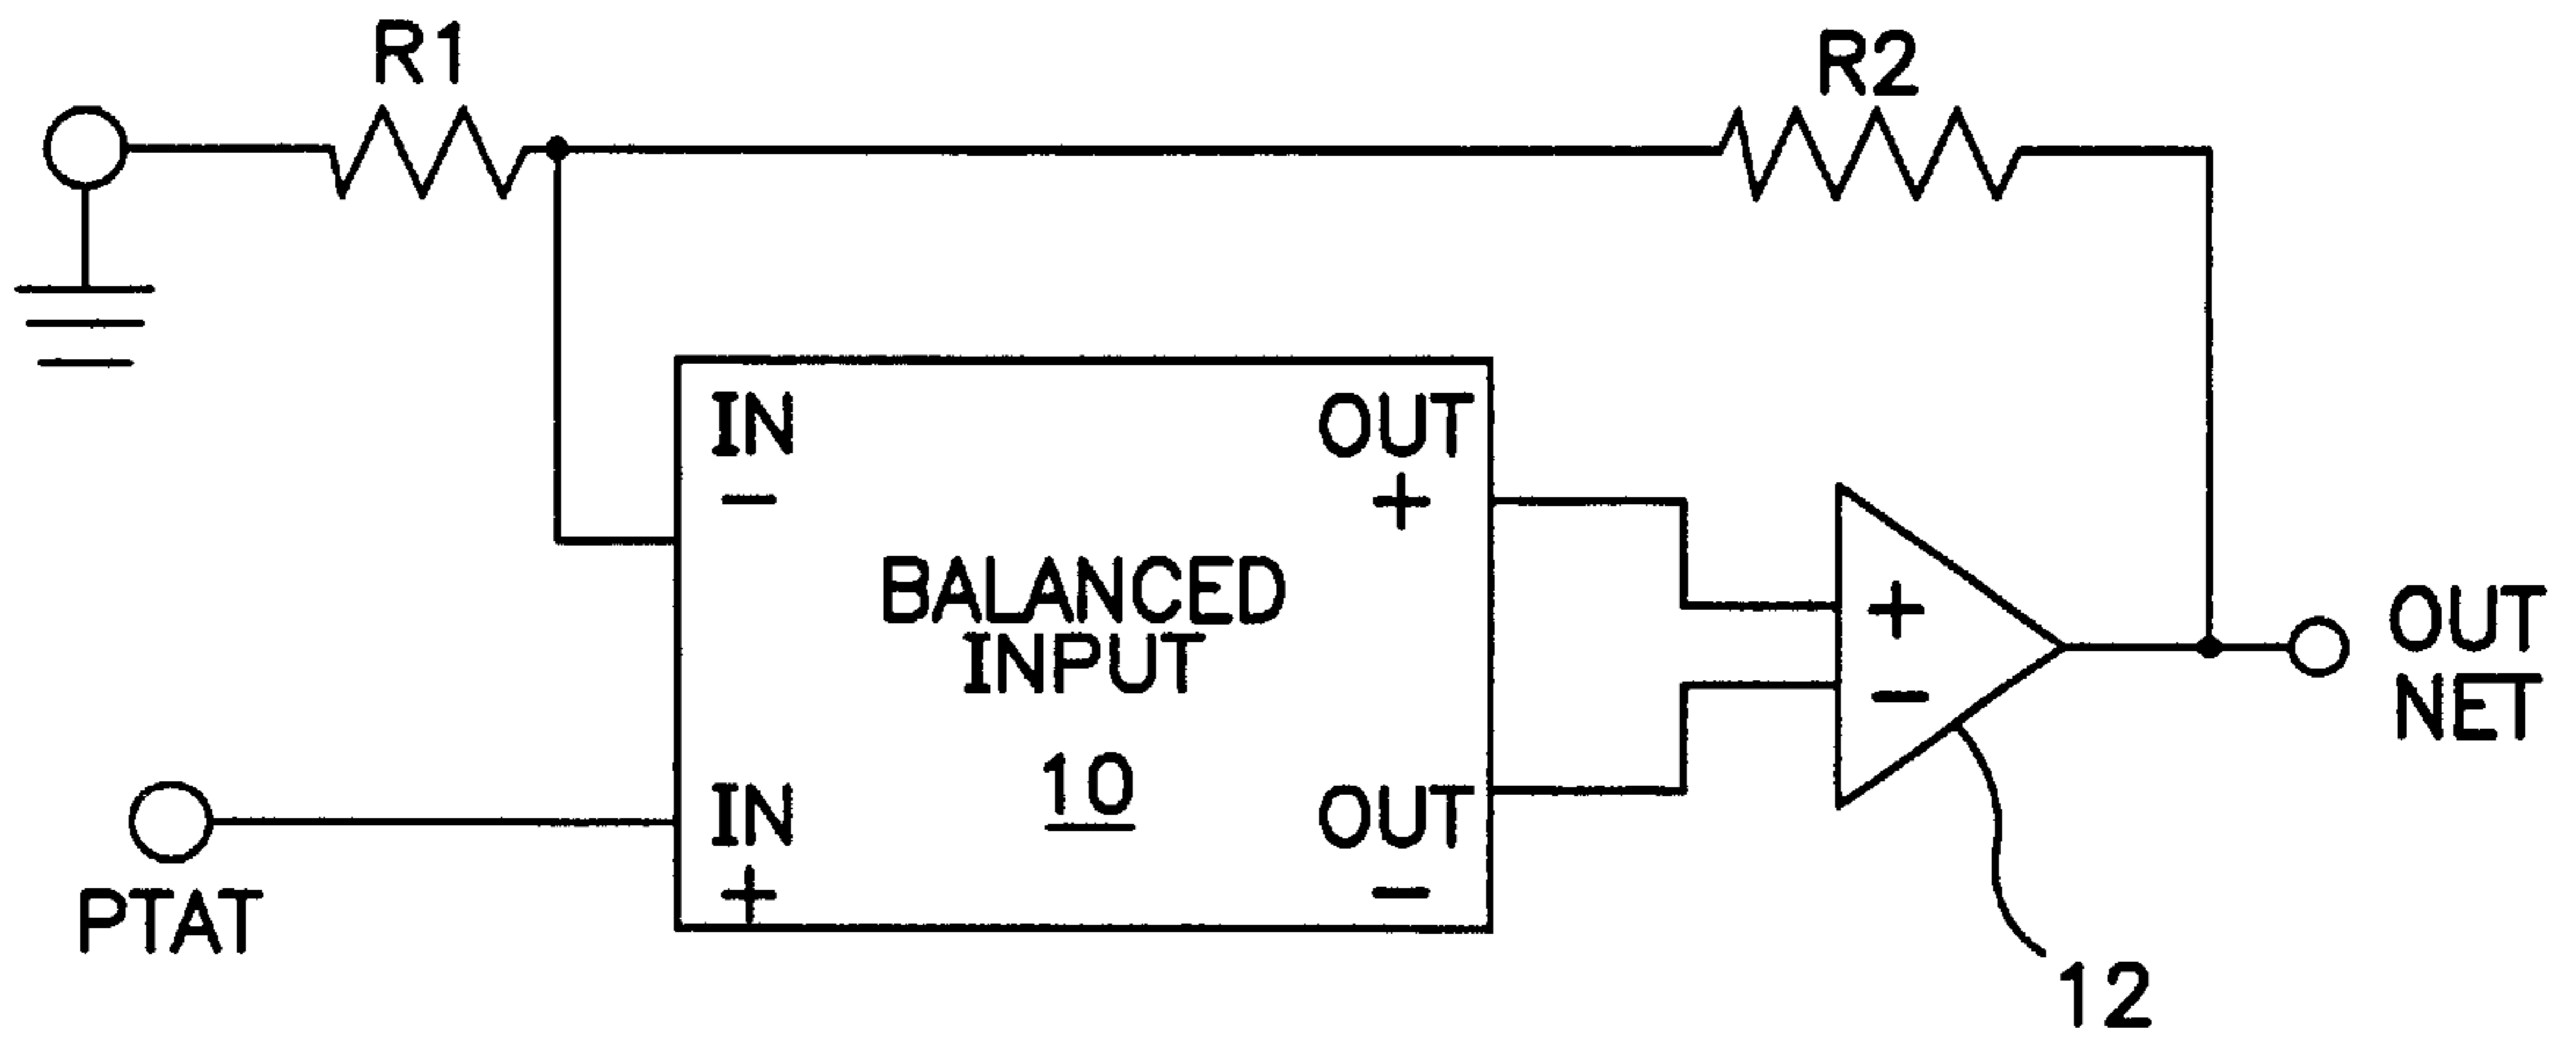 R1
R2
IN
−
OUT
+
BALANCED
INPUT
10
IN
+
OUT
−
+
−
OUT
NET
PTAT
12